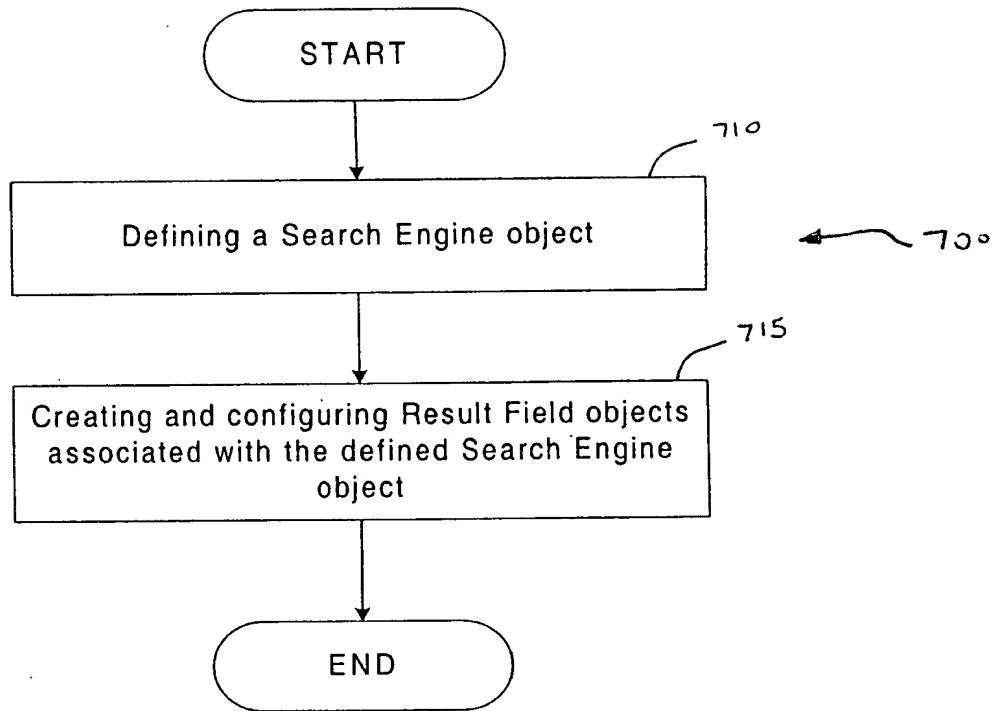 START
710
Defining a Search Engine object
700
715
Creating and configuring Result Field objects
associated with the defined Search Engine
object
END